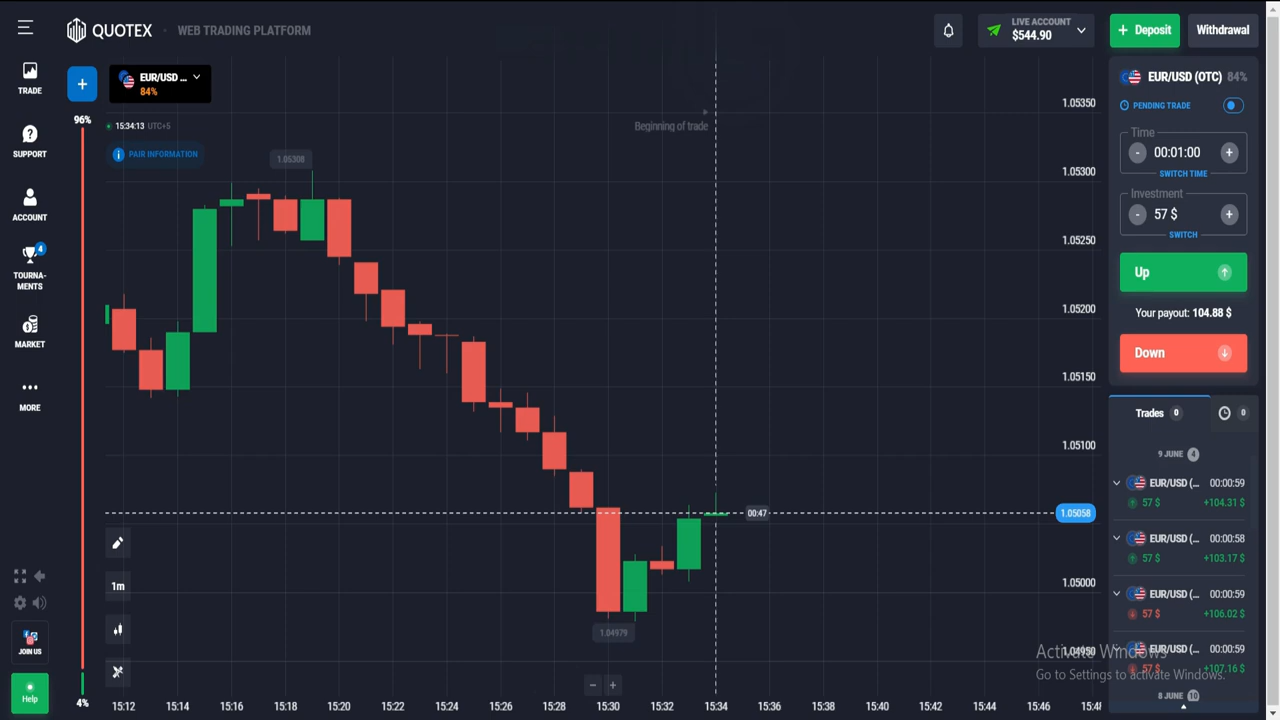 QUOTEX
WEB TRADING PLATFORM
LIVE ACCOUNT
$544.90
+ Deposit
Withdrawal
TRADE
SUPPORT
ACCOUNT
4
TOURNA-
MENTS
MARKET
MORE
JOIN US
Help
+
EUR/USD ...
84%
96%
4%
15:34:13 UTC+5
PAIR INFORMATION
Beginning of trade
1.05308
1.04979
00:47
1m
1.05350
1.05300
1.05250
1.05200
1.05150
1.05100
1.05058
1.05000
1.04950
15:12 15:14 15:16 15:18 15:20 15:22 15:24 15:26 15:28 15:30 15:32 15:34 15:36 15:38 15:40 15:42 15:44 15:46 15:48
EUR/USD (OTC) 84%
PENDING TRADE
Time
- 00:01:00 +
SWITCH TIME
Investment
- 57 $ +
SWITCH
Up
Your payout: 104.88 $
Down
Trades 0
0
9 JUNE 4
EUR/USD (... 00:00:59
57 $ +104.31 $
EUR/USD (... 00:00:58
57 $ +103.17 $
EUR/USD (... 00:00:59
57 $ +106.02 $
EUR/USD (... 00:00:59
57 $ +107.16 $
8 JUNE 10
Activate Windows
Go to Settings to activate Windows.